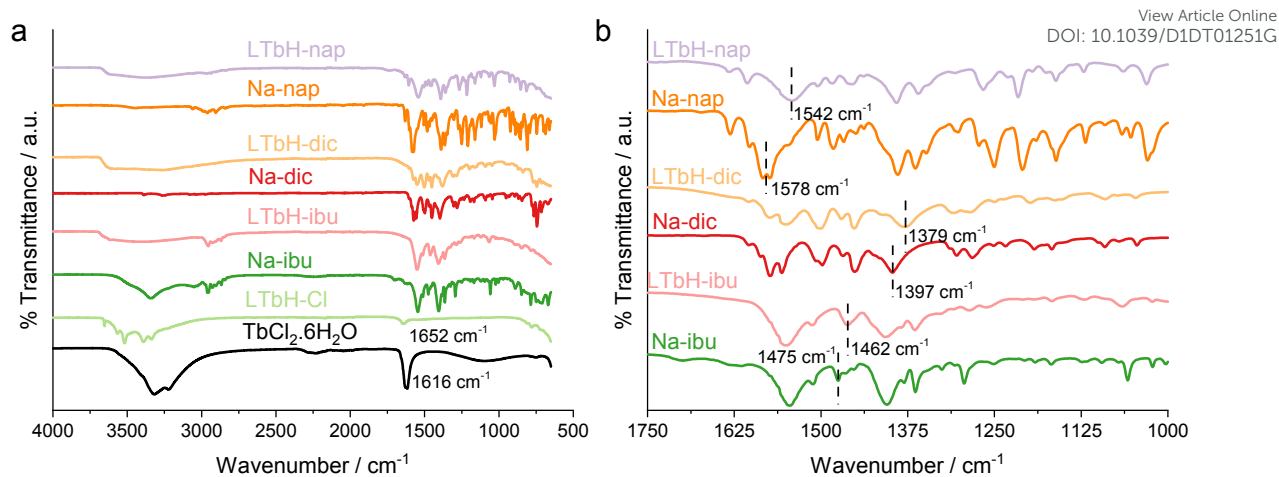 View Article Online
DOI: 10.1039/D1DT01251G
a
LTbH-nap
Na-nap
LTbH-dic
Na-dic
LTbH-ibu
Na-ibu
LTbH-Cl
1652 cm⁻¹
TbCl₂.6H₂O
1616 cm⁻¹
% Transmittance / a.u.
4000 3500 3000 2500 2000 1500 1000 500
Wavenumber / cm⁻¹
b
LTbH-nap
1542 cm⁻¹
Na-nap
1578 cm⁻¹
LTbH-dic
1379 cm⁻¹
Na-dic
1397 cm⁻¹
LTbH-ibu
1475 cm⁻¹ 1462 cm⁻¹
Na-ibu
% Transmittance / a.u.
1750 1625 1500 1375 1250 1125 1000
Wavenumber / cm⁻¹